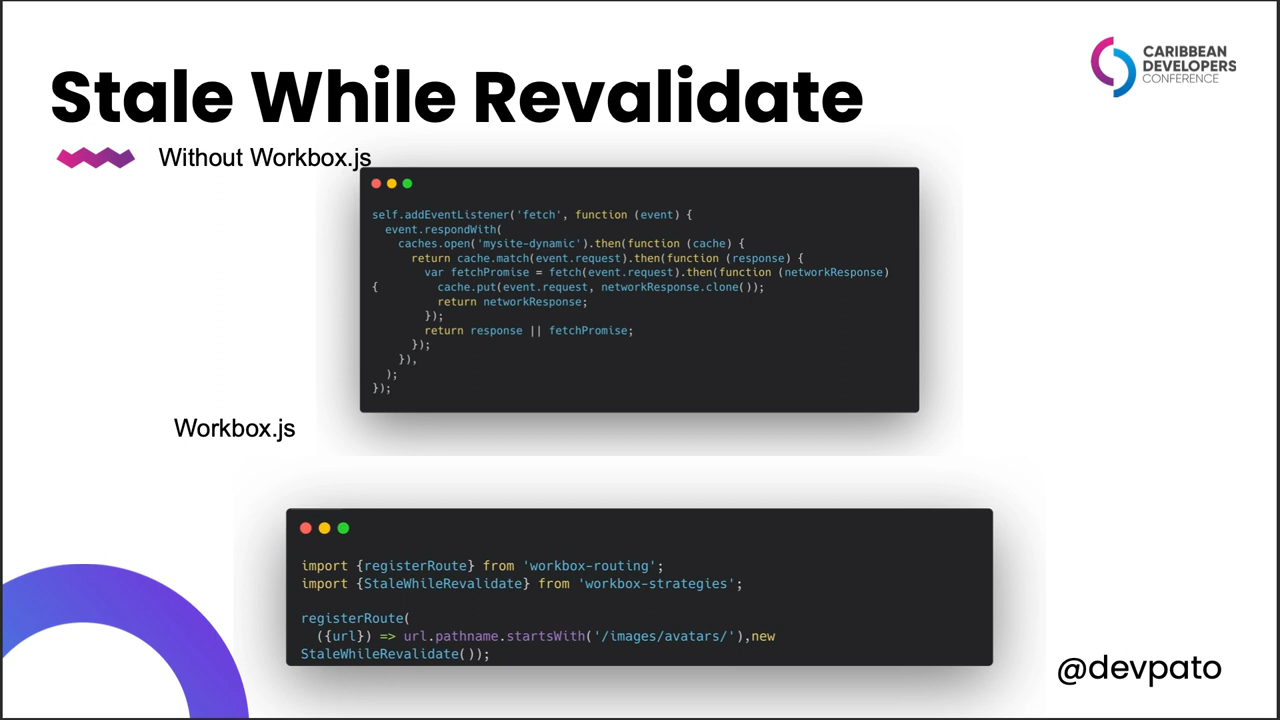 CARIBBEAN
DEVELOPERS
CONFERENCE
Stale While Revalidate
Without Workbox.js
self.addEventListener('fetch', function (event) {
  event.respondWith(
    caches.open('mysite-dynamic').then(function (cache) {
      return cache.match(event.request).then(function (response) {
        var fetchPromise = fetch(event.request).then(function (networkResponse)
{         cache.put(event.request, networkResponse.clone());
          return networkResponse;
        });
        return response || fetchPromise;
      });
    }),
  );
});
Workbox.js
import {registerRoute} from 'workbox-routing';
import {StaleWhileRevalidate} from 'workbox-strategies';
registerRoute(
  ({url}) => url.pathname.startsWith('/images/avatars/'),new
StaleWhileRevalidate());
@devpato